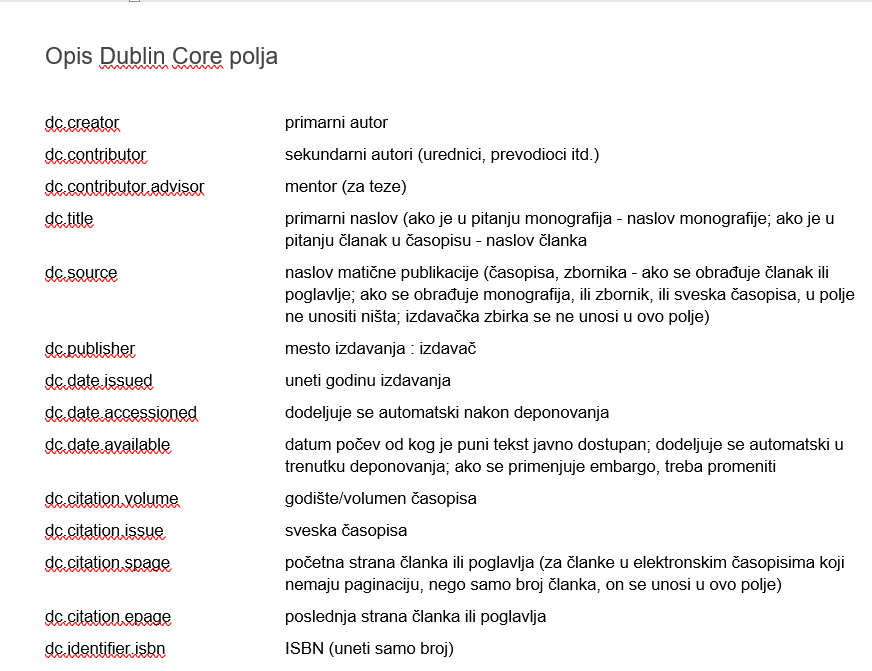 Opis Dublin Core polja
dc.creator primarni autor
dc.contributor sekundarni autori (urednici, prevodioci itd.)
dc.contributor.advisor mentor (za teze)
dc.title primarni naslov (ako je u pitanju monografija - naslov monografije; ako je u
pitanju članak u časopisu - naslov članka
dc.source naslov matične publikacije (časopisa, zbornika - ako se obrađuje članak ili
poglavlje; ako se obrađuje monografija, ili zbornik, ili sveska časopisa, u polje
ne unositi ništa; izdavačka zbirka se ne unosi u ovo polje)
dc.publisher mesto izdavanja : izdavač
dc.date.issued uneti godinu izdavanja
dc.date.accessioned dodeljuje se automatski nakon deponovanja
dc.date.available datum počev od kog je puni tekst javno dostupan; dodeljuje se automatski u
trenutku deponovanja; ako se primenjuje embargo, treba promeniti
dc.citation.volume godište/volumen časopisa
dc.citation.issue sveska časopisa
dc.citation.spage početna strana članka ili poglavlja (za članke u elektronskim časopisima koji
nemaju paginaciju, nego samo broj članka, on se unosi u ovo polje)
dc.citation.epage poslednja strana članka ili poglavlja
dc.identifier.isbn ISBN (uneti samo broj)